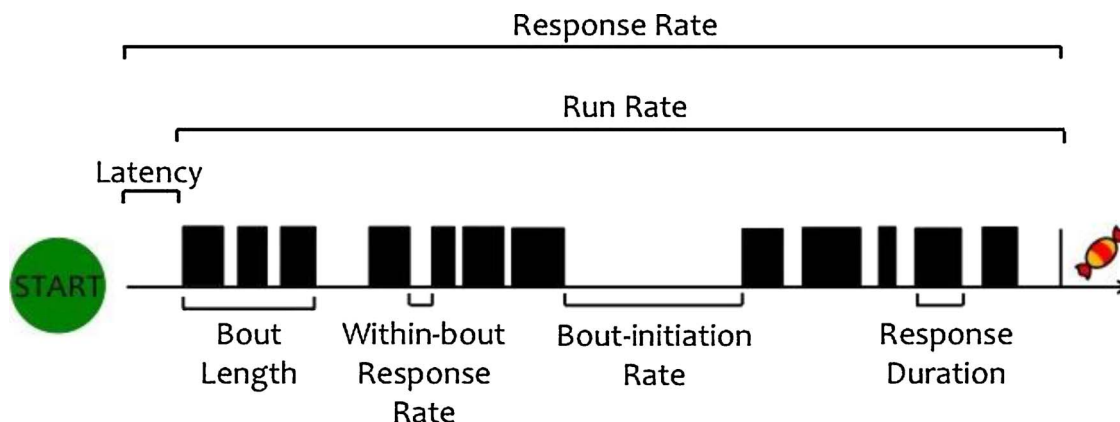 Response Rate
Run Rate
Latency
START
Bout
Length
Within-bout
Response
Rate
Bout-initiation
Rate
Response
Duration